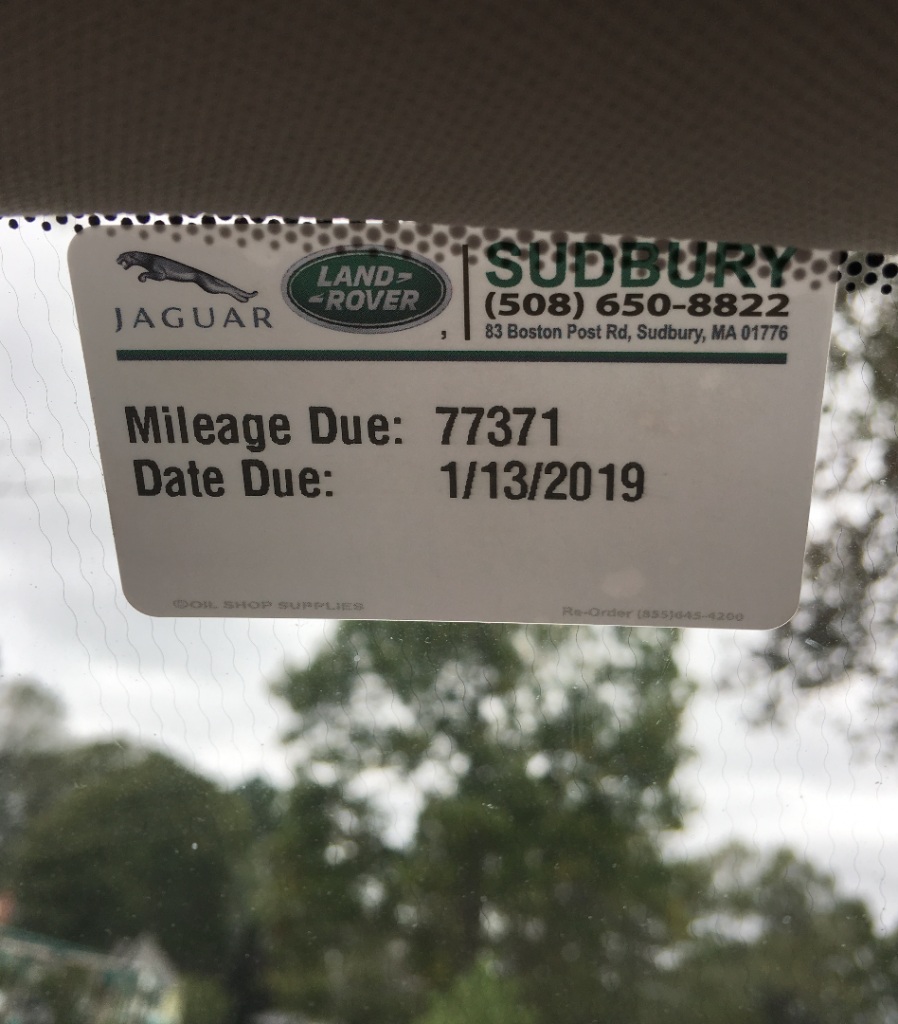 JAGUAR
LAND-
-ROVER
SUDBURY
(508) 650-8822
83 Boston Post Rd, Sudbury, MA 01776
Mileage Due: 77371
Date Due: 1/13/2019
©OIL SHOP SUPPLIES
Re-Order (855)645-4200